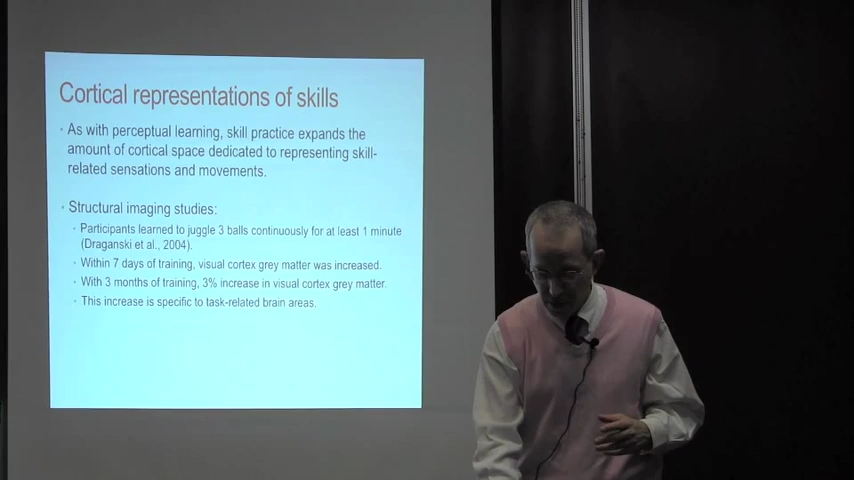 Cortical representations of skills
• As with perceptual learning, skill practice expands the
amount of cortical space dedicated to representing skill-
related sensations and movements.
• Structural imaging studies:
• Participants learned to juggle 3 balls continuously for at least 1 minute
(Draganski et al., 2004).
• Within 7 days of training, visual cortex grey matter was increased.
• With 3 months of training, 3% increase in visual cortex grey matter.
• This increase is specific to task-related brain areas.